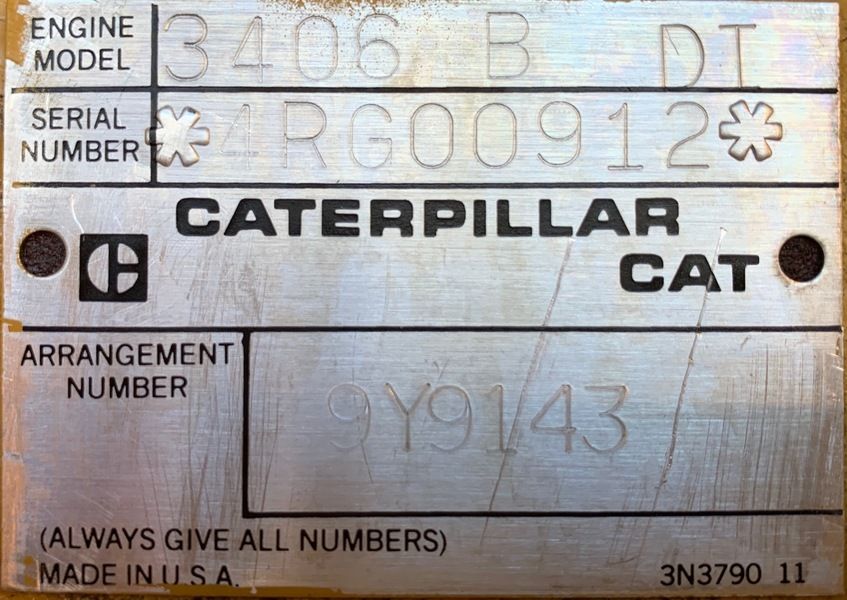 ENGINE
MODEL 3406 B DT
SERIAL
NUMBER *4RG00912*
CATERPILLAR
C CAT
ARRANGEMENT
NUMBER
9Y9143
(ALWAYS GIVE ALL NUMBERS)
MADE IN U.S.A. 3N3790 11